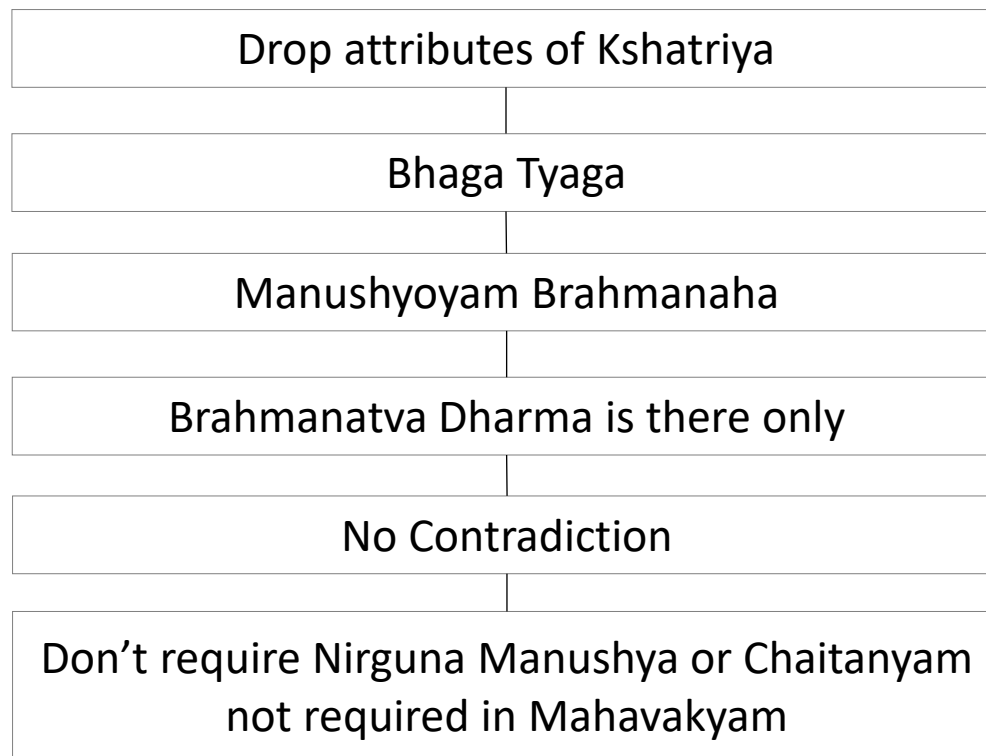 Drop attributes of Kshatriya
Bhaga Tyaga
Manushyoyam Brahmanaha
Brahmanatva Dharma is there only
No Contradiction
Don’t require Nirguna Manushya or Chaitanyam
not required in Mahavakyam